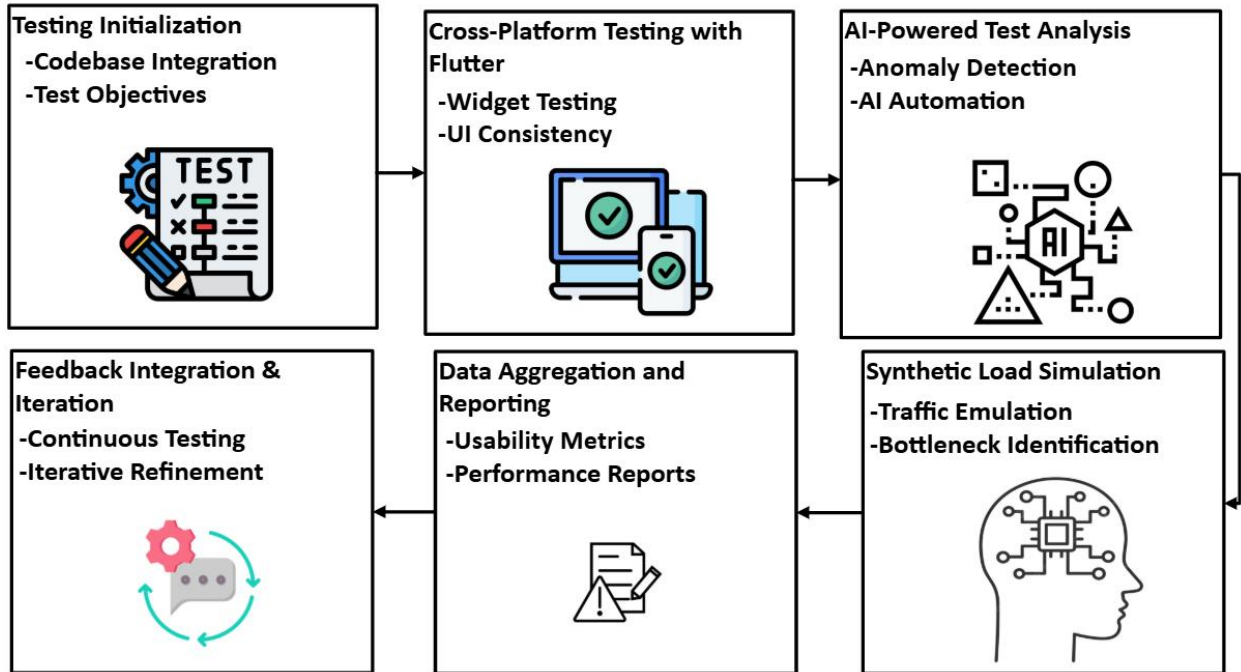 Testing Initialization
-Codebase Integration
-Test Objectives
TEST
Cross-Platform Testing with
Flutter
-Widget Testing
-UI Consistency
AI-Powered Test Analysis
-Anomaly Detection
-AI Automation
AI
Synthetic Load Simulation
-Traffic Emulation
-Bottleneck Identification
Data Aggregation and
Reporting
-Usability Metrics
-Performance Reports
Feedback Integration &
Iteration
-Continuous Testing
-Iterative Refinement